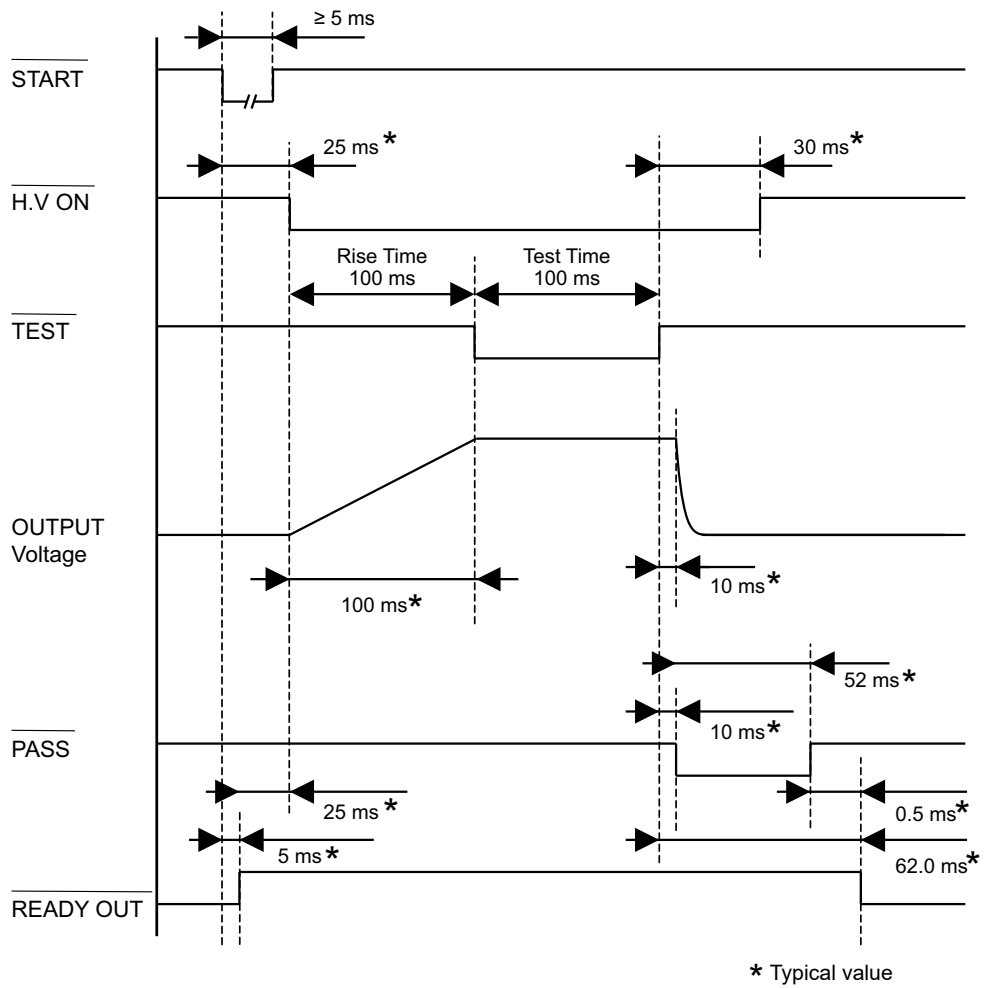 ≥ 5 ms
START
25 ms*
30 ms*
H.V ON
Rise Time
100 ms
Test Time
100 ms
TEST
OUTPUT
Voltage
10 ms*
100 ms*
52 ms*
10 ms*
PASS
25 ms*
0.5 ms*
5 ms*
62.0 ms*
READY OUT
* Typical value